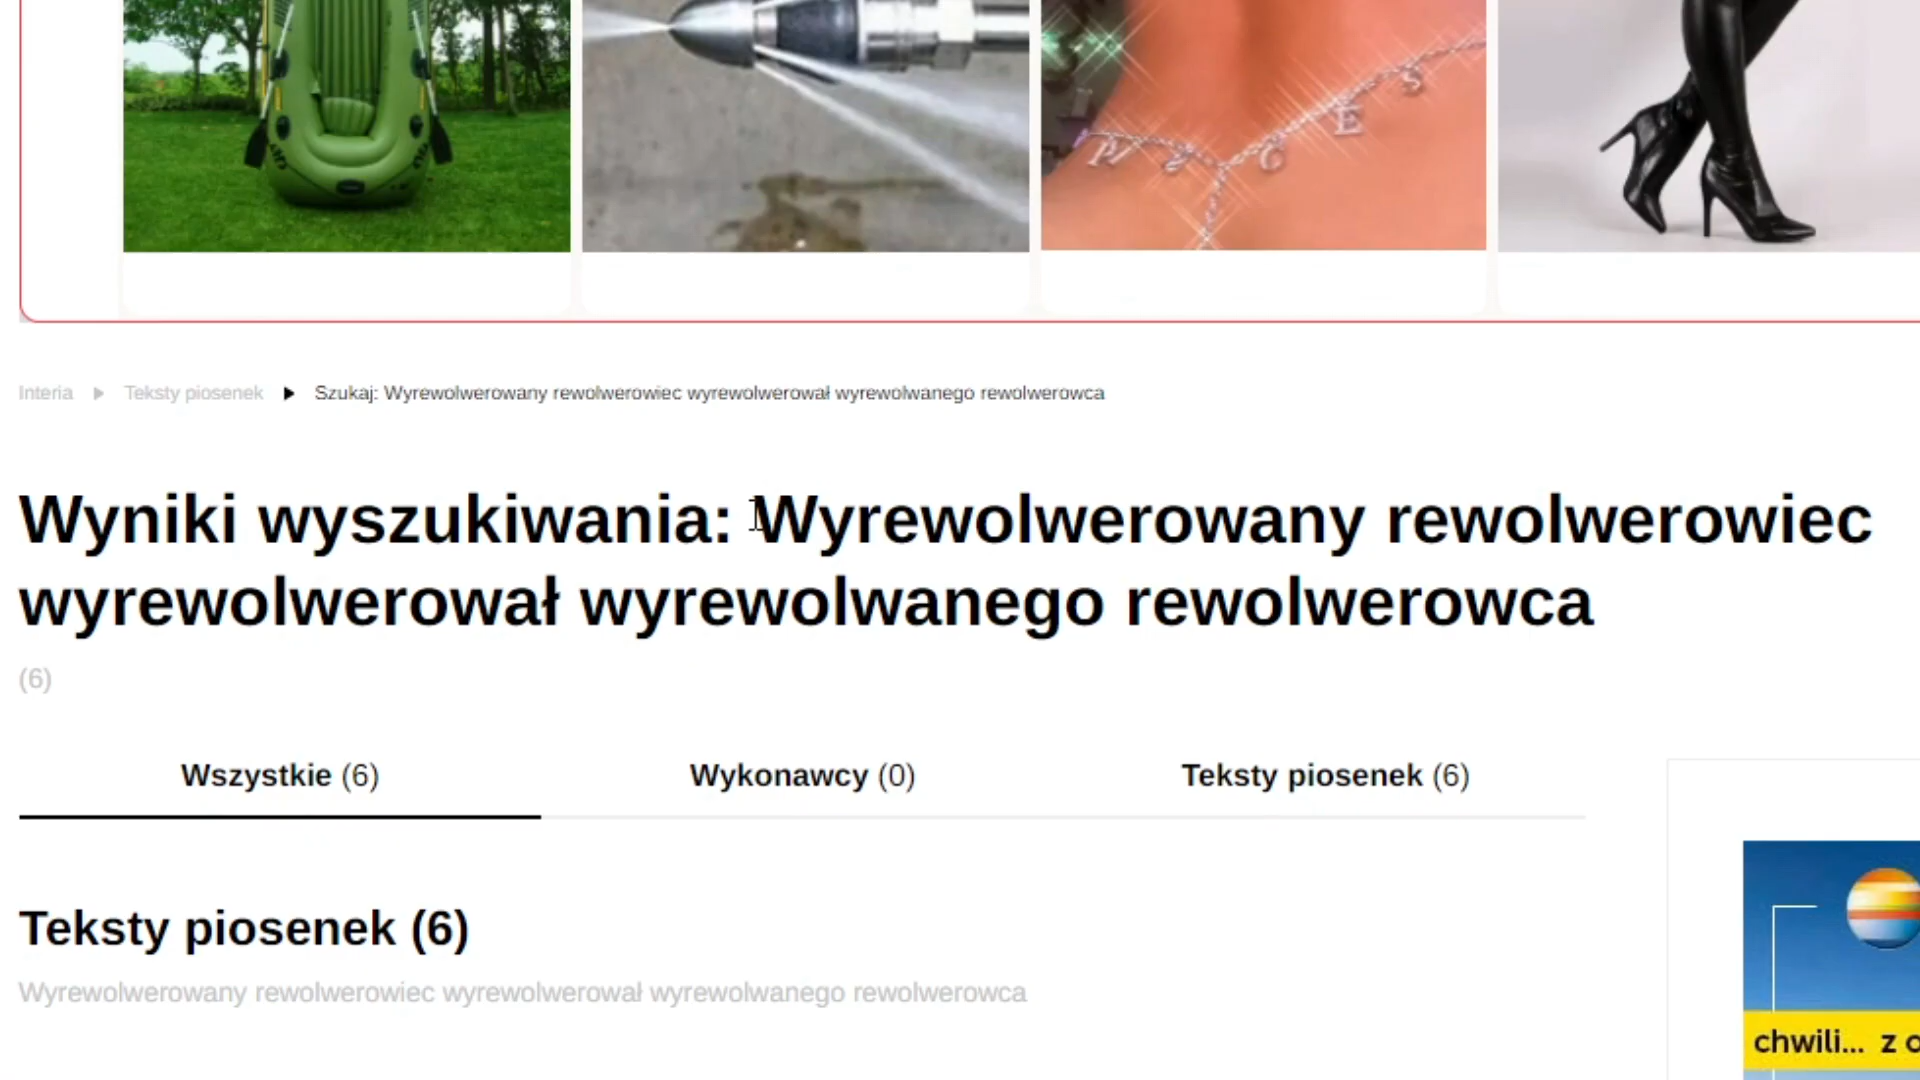 Interia Teksty piosenek Szukaj: Wyrewolwerowany rewolwerowiec wyrewolwerował wyrewolwanego rewolwerowca
Wyniki wyszukiwania: Wyrewolwerowany rewolwerowiec
wyrewolwerował wyrewolwanego rewolwerowca
(6)
Wszystkie (6) Wykonawcy (0) Teksty piosenek (6)
Teksty piosenek (6)
Wyrewolwerowany rewolwerowiec wyrewolwerował wyrewolwanego rewolwerowca
chwili... z